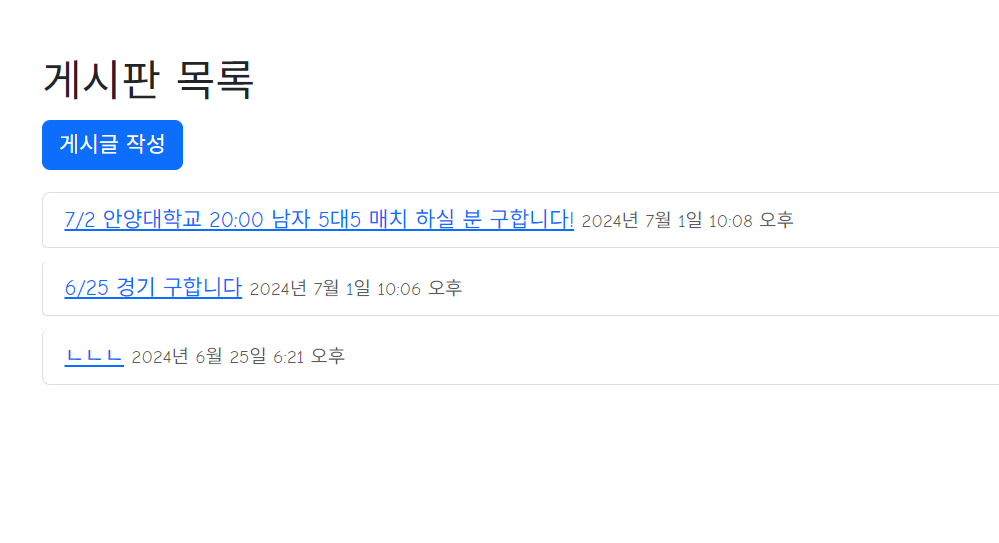 게시판 목록
게시글 작성
7/2 안양대학교 20:00 남자 5대5 매치 하실 분 구합니다! 2024년 7월 1일 10:08 오후
6/25 경기 구합니다 2024년 7월 1일 10:06 오후
ㄴㄴㄴ 2024년 6월 25일 6:21 오후